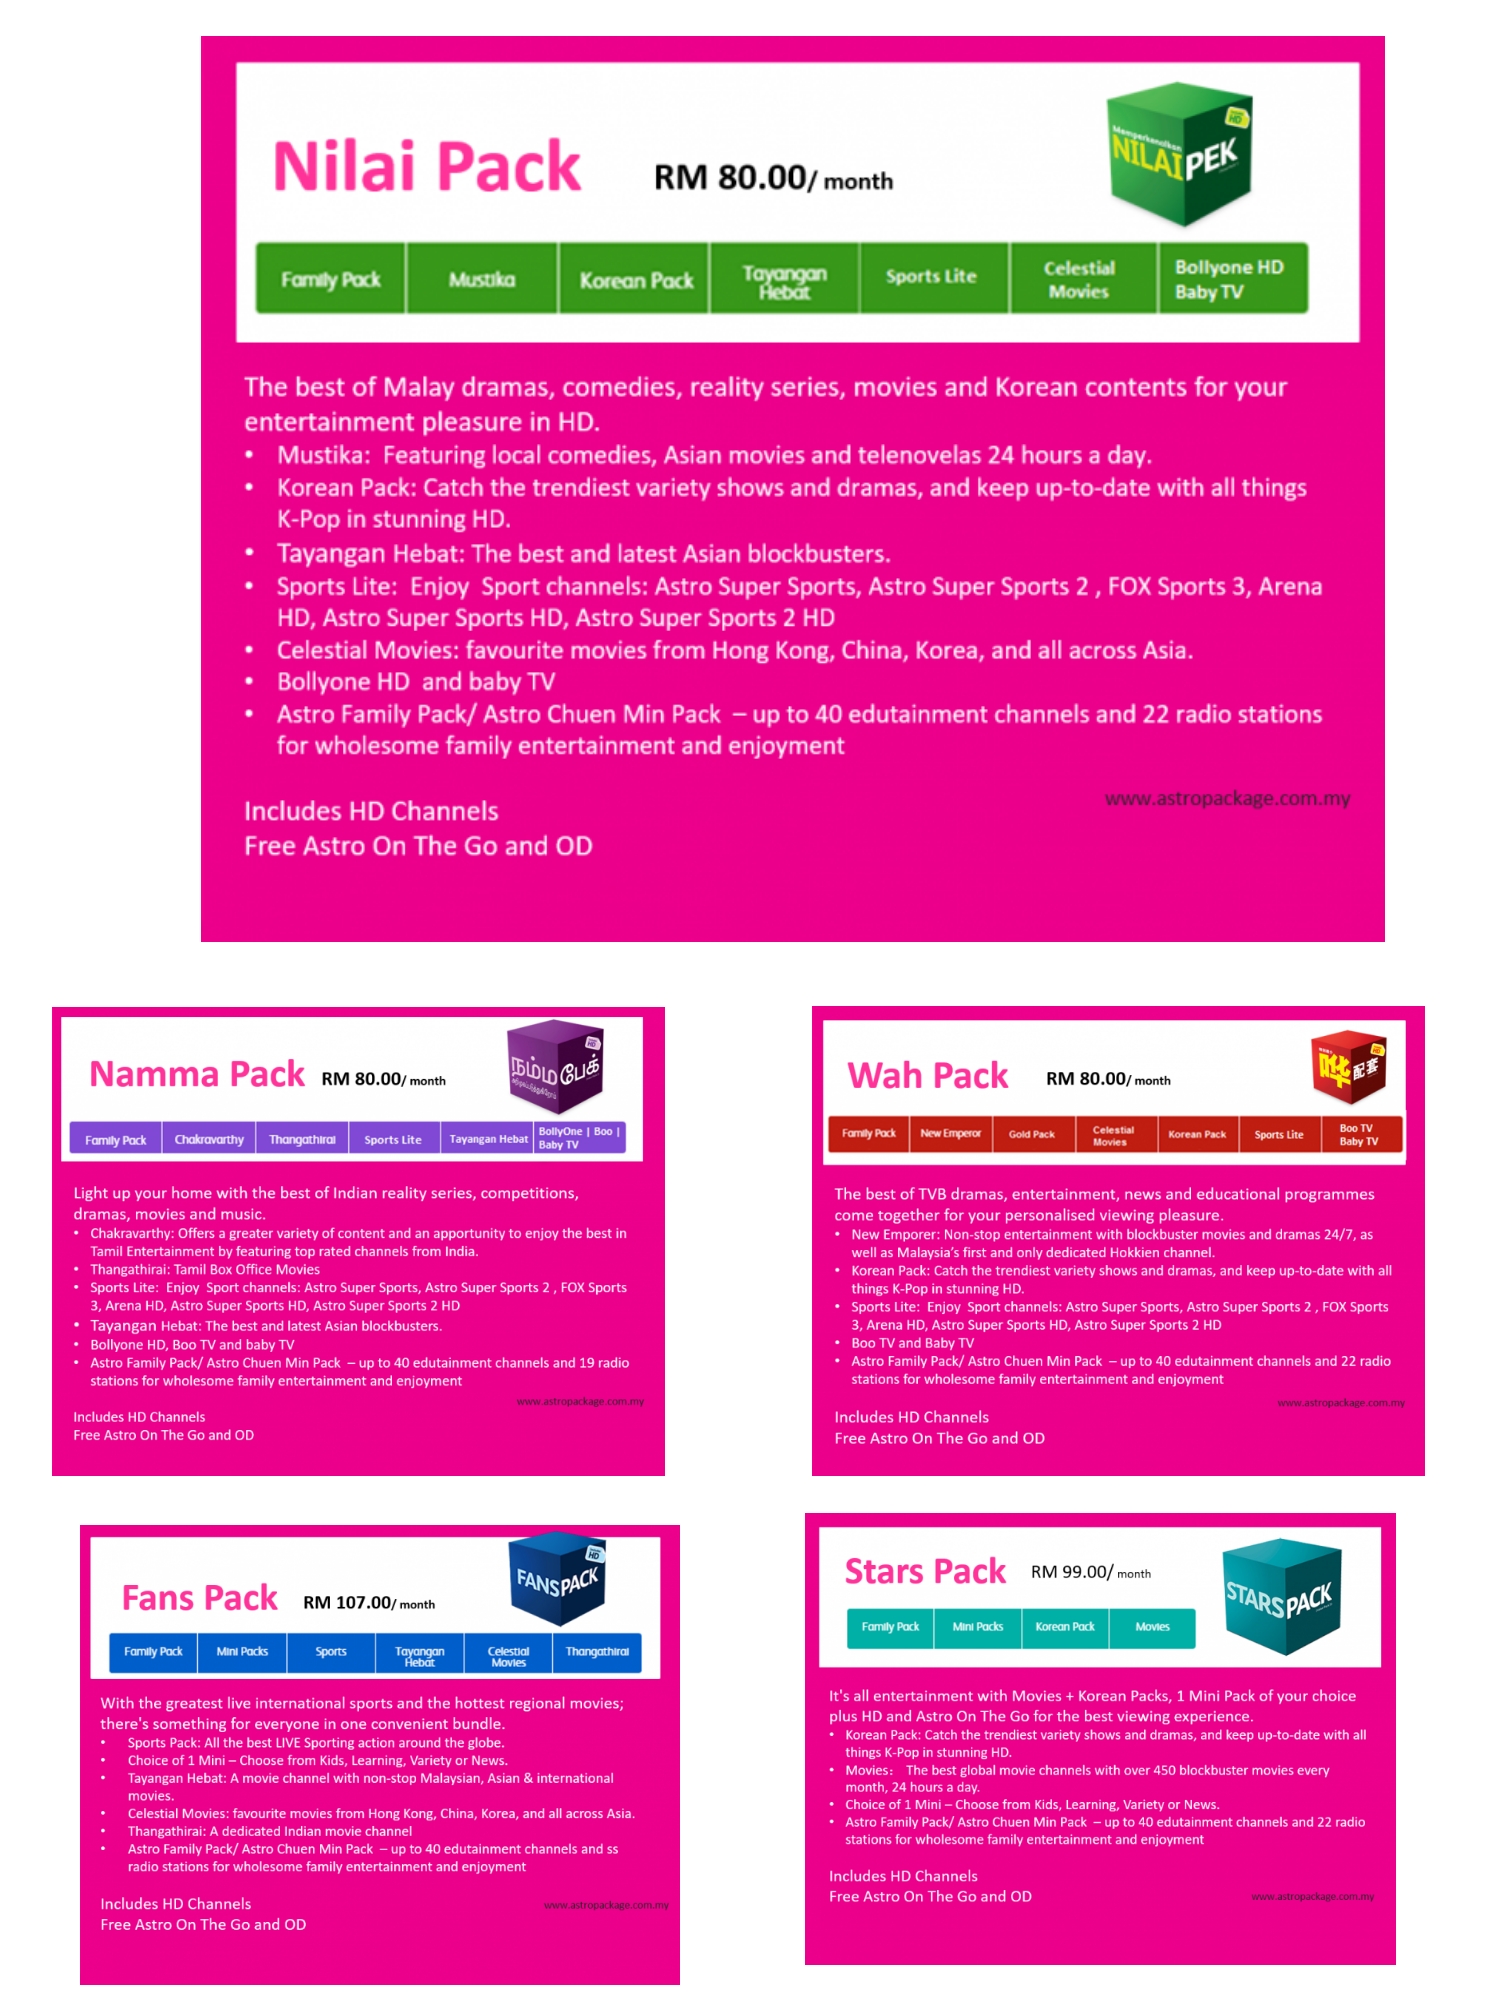 Nilai Pack
RM 80.00/ month
Memperkenalkan
NILAI PEK
HD
Family Pack
Mustika
Korean Pack
Tayangan
Hebat
Sports Lite
Celestial
Movies
Bollyone HD
Baby TV
The best of Malay dramas, comedies, reality series, movies and Korean contents for your
entertainment pleasure in HD.
• Mustika: Featuring local comedies, Asian movies and telenovelas 24 hours a day.
• Korean Pack: Catch the trendiest variety shows and dramas, and keep up-to-date with all things
K-Pop in stunning HD.
• Tayangan Hebat: The best and latest Asian blockbusters.
• Sports Lite: Enjoy Sport channels: Astro Super Sports, Astro Super Sports 2 , FOX Sports 3, Arena
HD, Astro Super Sports HD, Astro Super Sports 2 HD
• Celestial Movies: favourite movies from Hong Kong, China, Korea, and all across Asia.
• Bollyone HD and baby TV
• Astro Family Pack/ Astro Chuen Min Pack – up to 40 edutainment channels and 22 radio stations
for wholesome family entertainment and enjoyment
www.astropackage.com.my
Includes HD Channels
Free Astro On The Go and OD
Namma Pack
RM 80.00/ month
HD
நம்ம பேக்
Family Pack
Chakravarthy
Thangathirai
Sports Lite
Tayangan Hebat
BollyOne | Boo |
Baby TV
Light up your home with the best of Indian reality series, competitions,
dramas, movies and music.
• Chakravarthy: Offers a greater variety of content and an apportunity to enjoy the best in
Tamil Entertainment by featuring top rated channels from India.
• Thangathirai: Tamil Box Office Movies
• Sports Lite: Enjoy Sport channels: Astro Super Sports, Astro Super Sports 2 , FOX Sports
3, Arena HD, Astro Super Sports HD, Astro Super Sports 2 HD
• Tayangan Hebat: The best and latest Asian blockbusters.
• Bollyone HD, Boo TV and baby TV
• Astro Family Pack/ Astro Chuen Min Pack – up to 40 edutainment channels and 19 radio
stations for wholesome family entertainment and enjoyment
www.astropackage.com.my
Includes HD Channels
Free Astro On The Go and OD
Wah Pack
RM 80.00/ month
HD
哗 配套
Family Pack
New Emperor
Gold Pack
Celestial
Movies
Korean Pack
Sports Lite
Boo TV
Baby TV
The best of TVB dramas, entertainment, news and educational programmes
come together for your personalised viewing pleasure.
• New Emporer: Non-stop entertainment with blockbuster movies and dramas 24/7, as
well as Malaysia's first and only dedicated Hokkien channel.
• Korean Pack: Catch the trendiest variety shows and dramas, and keep up-to-date with all
things K-Pop in stunning HD.
• Sports Lite: Enjoy Sport channels: Astro Super Sports, Astro Super Sports 2 , FOX Sports
3, Arena HD, Astro Super Sports HD, Astro Super Sports 2 HD
• Boo TV and Baby TV
• Astro Family Pack/ Astro Chuen Min Pack – up to 40 edutainment channels and 22 radio
stations for wholesome family entertainment and enjoyment
www.astropackage.com.my
Includes HD Channels
Free Astro On The Go and OD
Fans Pack
RM 107.00/ month
HD
FANSPACK
Family Pack
Mini Packs
Sports
Tayangan
Hebat
Celestial
Movies
Thangathirai
With the greatest live international sports and the hottest regional movies;
there's something for everyone in one convenient bundle.
• Sports Pack: All the best LIVE Sporting action around the globe.
• Choice of 1 Mini – Choose from Kids, Learning, Variety or News.
• Tayangan Hebat: A movie channel with non-stop Malaysian, Asian & international
movies.
• Celestial Movies: favourite movies from Hong Kong, China, Korea, and all across Asia.
• Thangathirai: A dedicated Indian movie channel
• Astro Family Pack/ Astro Chuen Min Pack – up to 40 edutainment channels and ss
radio stations for wholesome family entertainment and enjoyment
Includes HD Channels
www.astropackage.com.my
Free Astro On The Go and OD
Stars Pack
RM 99.00/ month
STARSPACK
Family Pack
Mini Packs
Korean Pack
Movies
It's all entertainment with Movies + Korean Packs, 1 Mini Pack of your choice
plus HD and Astro On The Go for the best viewing experience.
• Korean Pack: Catch the trendiest variety shows and dramas, and keep up-to-date with all
things K-Pop in stunning HD.
• Movies: The best global movie channels with over 450 blockbuster movies every
month, 24 hours a day.
• Choice of 1 Mini – Choose from Kids, Learning, Variety or News.
• Astro Family Pack/ Astro Chuen Min Pack – up to 40 edutainment channels and 22 radio
stations for wholesome family entertainment and enjoyment
Includes HD Channels
Free Astro On The Go and OD
www.astropackage.com.my